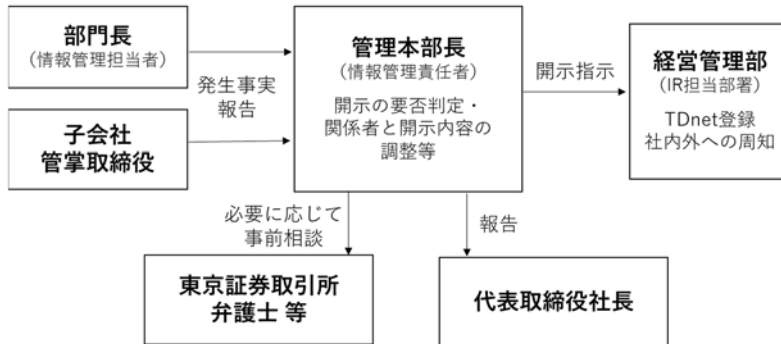 部門長
（情報管理担当者）
発生事実
報告
子会社
管掌取締役
管理本部長
（情報管理責任者）
開示の要否判定・
関係者と開示内容の
調整等
開示指示
経営管理部
（IR担当部署）
TDnet登録
社内外への周知
必要に応じて
事前相談
報告
東京証券取引所
弁護士 等
代表取締役社長